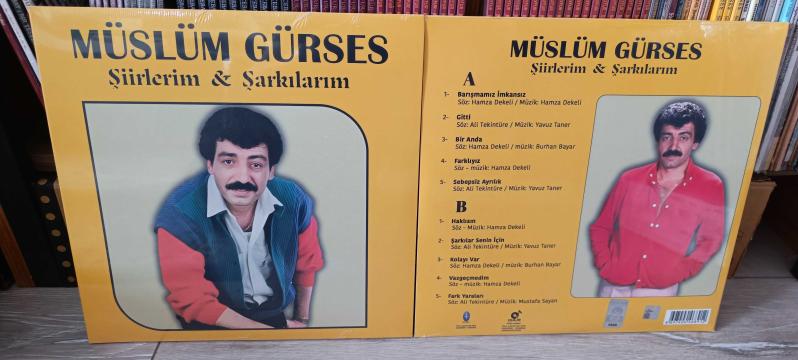 MÜSLÜM GÜRSES
Şiirlerim & Şarkılarım
MÜSLÜM GÜRSES
Şiirlerim & Şarkılarım
A
1- Barışmamız İmkansız
Söz: Hamza Dekeli / Müzik: Hamza Dekeli
2- Gitti
Söz: Ali Tekintüre / Müzik: Yavuz Taner
3- Bir Anda
Söz: Hamza Dekeli / müzik: Burhan Bayar
4- Farklıyız
Söz - müzik: Hamza Dekeli
5- Sebepsiz Ayrılık
Söz: Ali Tekintüre / Müzik: Yavuz Taner
B
1- Haklısın
Söz - Müzik: Hamza Dekeli
2- Şarkılar Senin İçin
Söz: Ali Tekintüre / Müzik: Yavuz Taner
3- Kolayı Var
Söz: Hamza Dekeli / müzik: Burhan Bayar
4- Vazgeçmedim
Söz - müzik: Hamza Dekeli
5- Fark Yaraları
Söz: Ali Tekintüre / Müzik: Mustafa Sayan